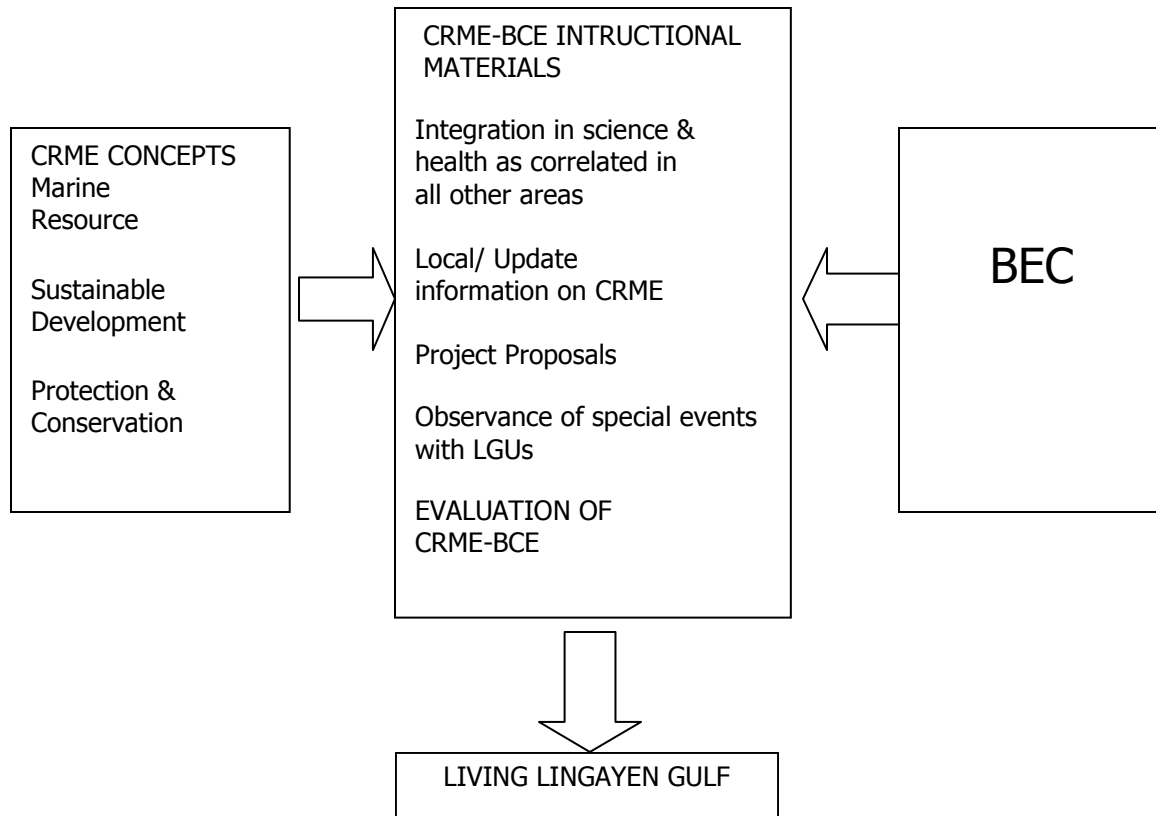 CRME CONCEPTS
Marine
Resource
Sustainable
Development
Protection &
Conservation
CRME-BCE INTRUCTIONAL
MATERIALS
Integration in science &
health as correlated in
all other areas
Local/ Update
information on CRME
Project Proposals
Observance of special events
with LGUs
EVALUATION OF
CRME-BCE
BEC
LIVING LINGAYEN GULF